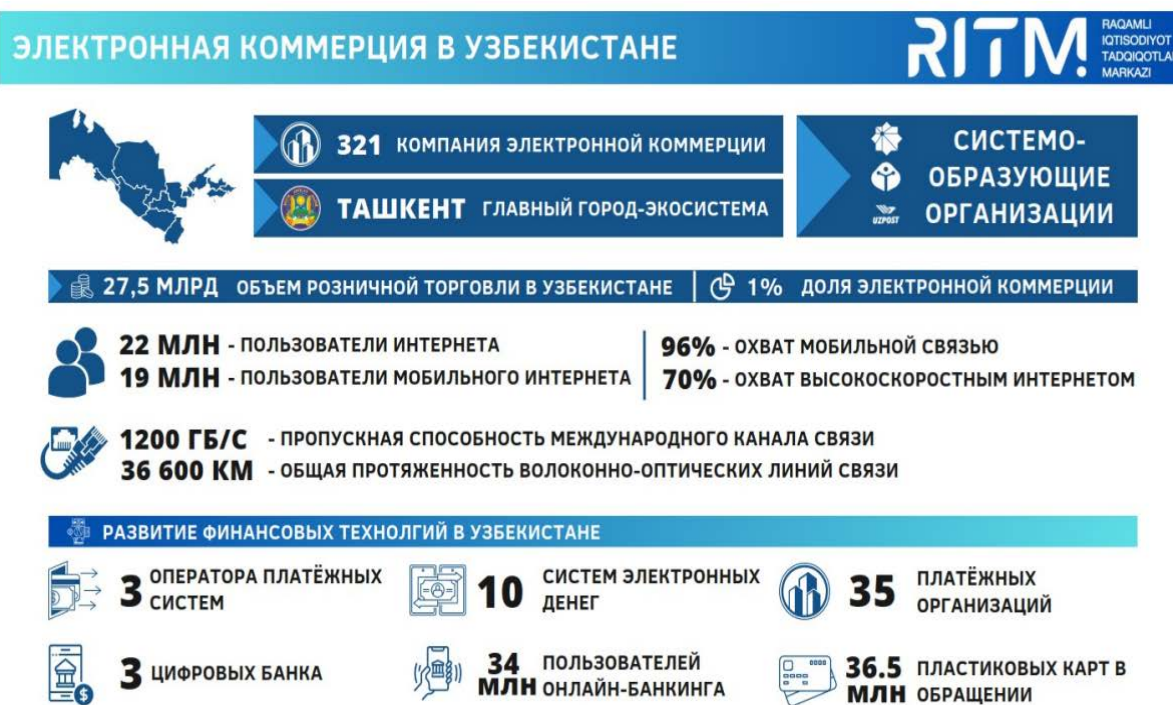 ЭЛЕКТРОННАЯ КОММЕРЦИЯ В УЗБЕКИСТАНЕ
RITM
RAQAMLI
IQTISODIYOT
TADQIQOTLA
MARKAZI
321 КОМПАНИЯ ЭЛЕКТРОННОЙ КОММЕРЦИИ
ТАШКЕНТ ГЛАВНЫЙ ГОРОД-ЭКОСИСТЕМА
СИСТЕМО-
ОБРАЗУЮЩИЕ
ОРГАНИЗАЦИИ
UZPOST
27,5 МЛРД ОБЪЕМ РОЗНИЧНОЙ ТОРГОВЛИ В УЗБЕКИСТАНЕ
1% ДОЛЯ ЭЛЕКТРОННОЙ КОММЕРЦИИ
22 МЛН - ПОЛЬЗОВАТЕЛИ ИНТЕРНЕТА
19 МЛН - ПОЛЬЗОВАТЕЛИ МОБИЛЬНОГО ИНТЕРНЕТА
96% - ОХВАТ МОБИЛЬНОЙ СВЯЗЬЮ
70% - ОХВАТ ВЫСОКОСКОРОСТНЫМ ИНТЕРНЕТОМ
1200 ГБ/С - ПРОПУСКНАЯ СПОСОБНОСТЬ МЕЖДУНАРОДНОГО КАНАЛА СВЯЗИ
36 600 КМ - ОБЩАЯ ПРОТЯЖЕННОСТЬ ВОЛОКОННО-ОПТИЧЕСКИХ ЛИНИЙ СВЯЗИ
РАЗВИТИЕ ФИНАНСОВЫХ ТЕХНОЛГИЙ В УЗБЕКИСТАНЕ
3 ОПЕРАТОРА ПЛАТЁЖНЫХ
СИСТЕМ
10 СИСТЕМ ЭЛЕКТРОННЫХ
ДЕНЕГ
35 ПЛАТЁЖНЫХ
ОРГАНИЗАЦИЙ
3 ЦИФРОВЫХ БАНКА
34 ПОЛЬЗОВАТЕЛЕЙ
МЛН ОНЛАЙН-БАНКИНГА
36.5 ПЛАСТИКОВЫХ КАРТ В
МЛН ОБРАЩЕНИИ